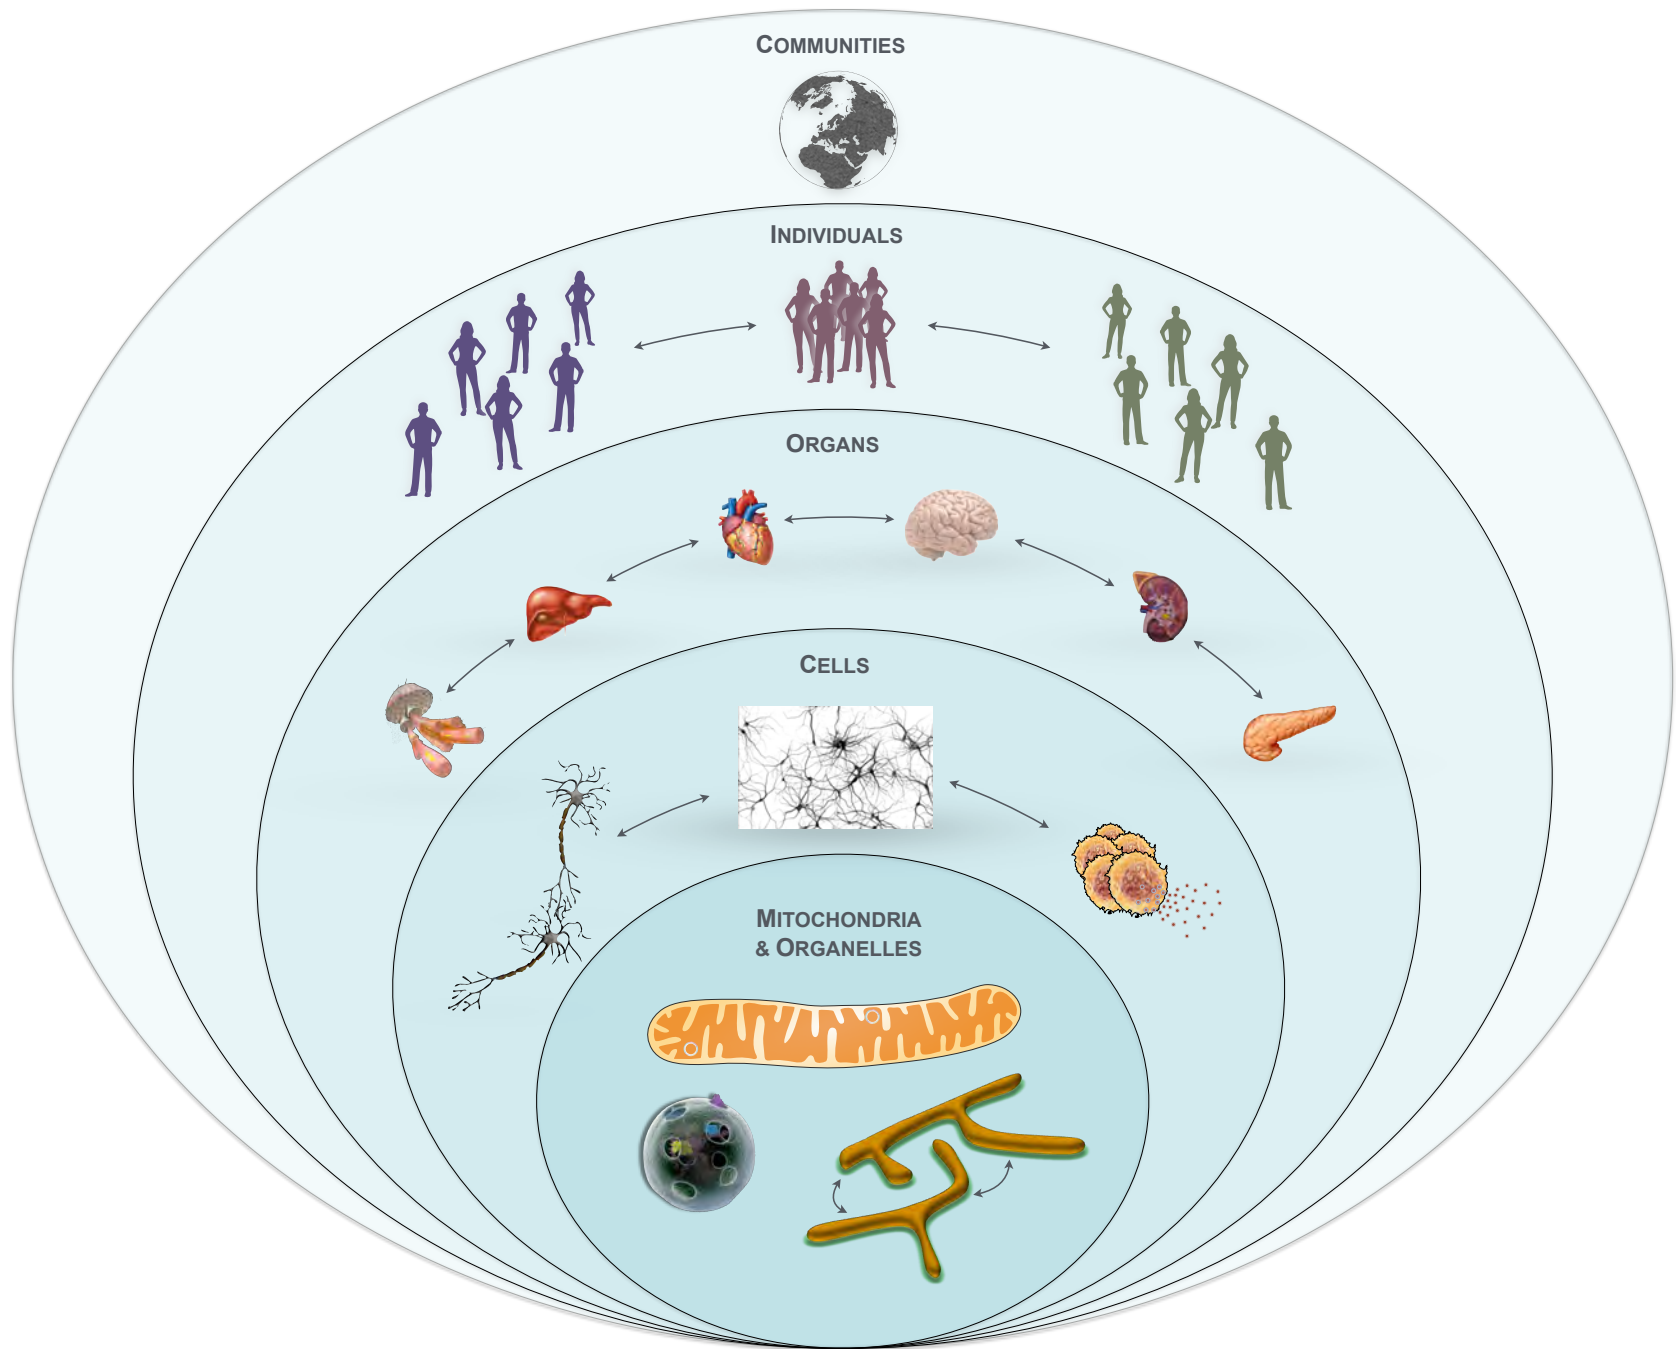 COMMUNITIES
INDIVIDUALS
ORGANS
CELLS
MITOCHONDRIA
& ORGANELLES